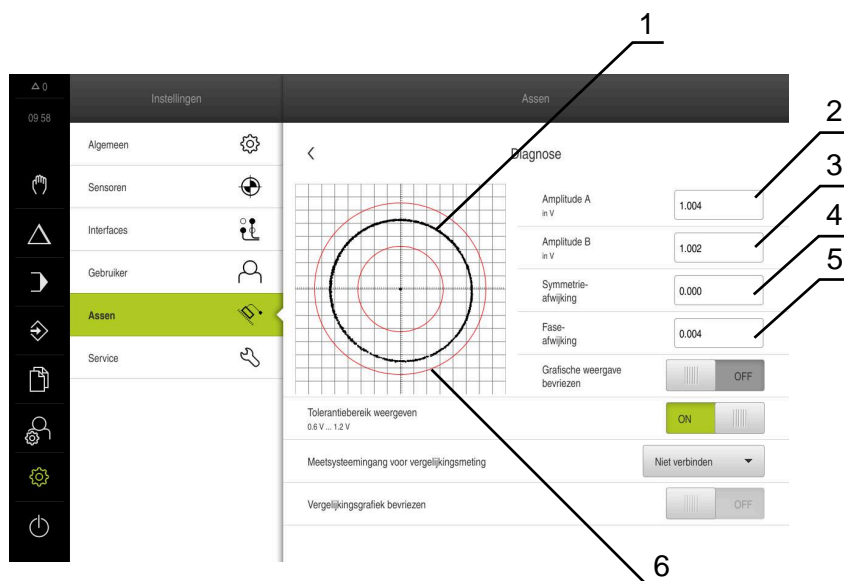 1
△ 0
Instellingen
Assen
09 58
2
Algemeen
Diagnose
3
Sensoren
Amplitude A
in V
1.004
4
Interfaces
Amplitude B
in V
1.002
5
Gebruiker
Symmetrie-
afwijking
0.000
Assen
Fase-
afwijking
0.004
Service
Grafische weergave
bevriezen
OFF
Tolerantiebereik weergeven
0.6 V ... 1.2 V
ON
Meetsysteemingang voor vergelijkingsmeting
Niet verbinden
Vergelijkingsgrafiek bevriezen
OFF
6